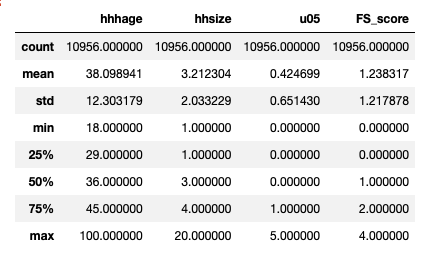 hhhage hhsize u05 FS_score
count 10956.000000 10956.000000 10956.000000 10956.000000
mean 38.098941 3.212304 0.424699 1.238317
std 12.303179 2.033229 0.651430 1.217878
min 18.000000 1.000000 0.000000 0.000000
25% 29.000000 1.000000 0.000000 0.000000
50% 36.000000 3.000000 0.000000 1.000000
75% 45.000000 4.000000 1.000000 2.000000
max 100.000000 20.000000 5.000000 4.000000